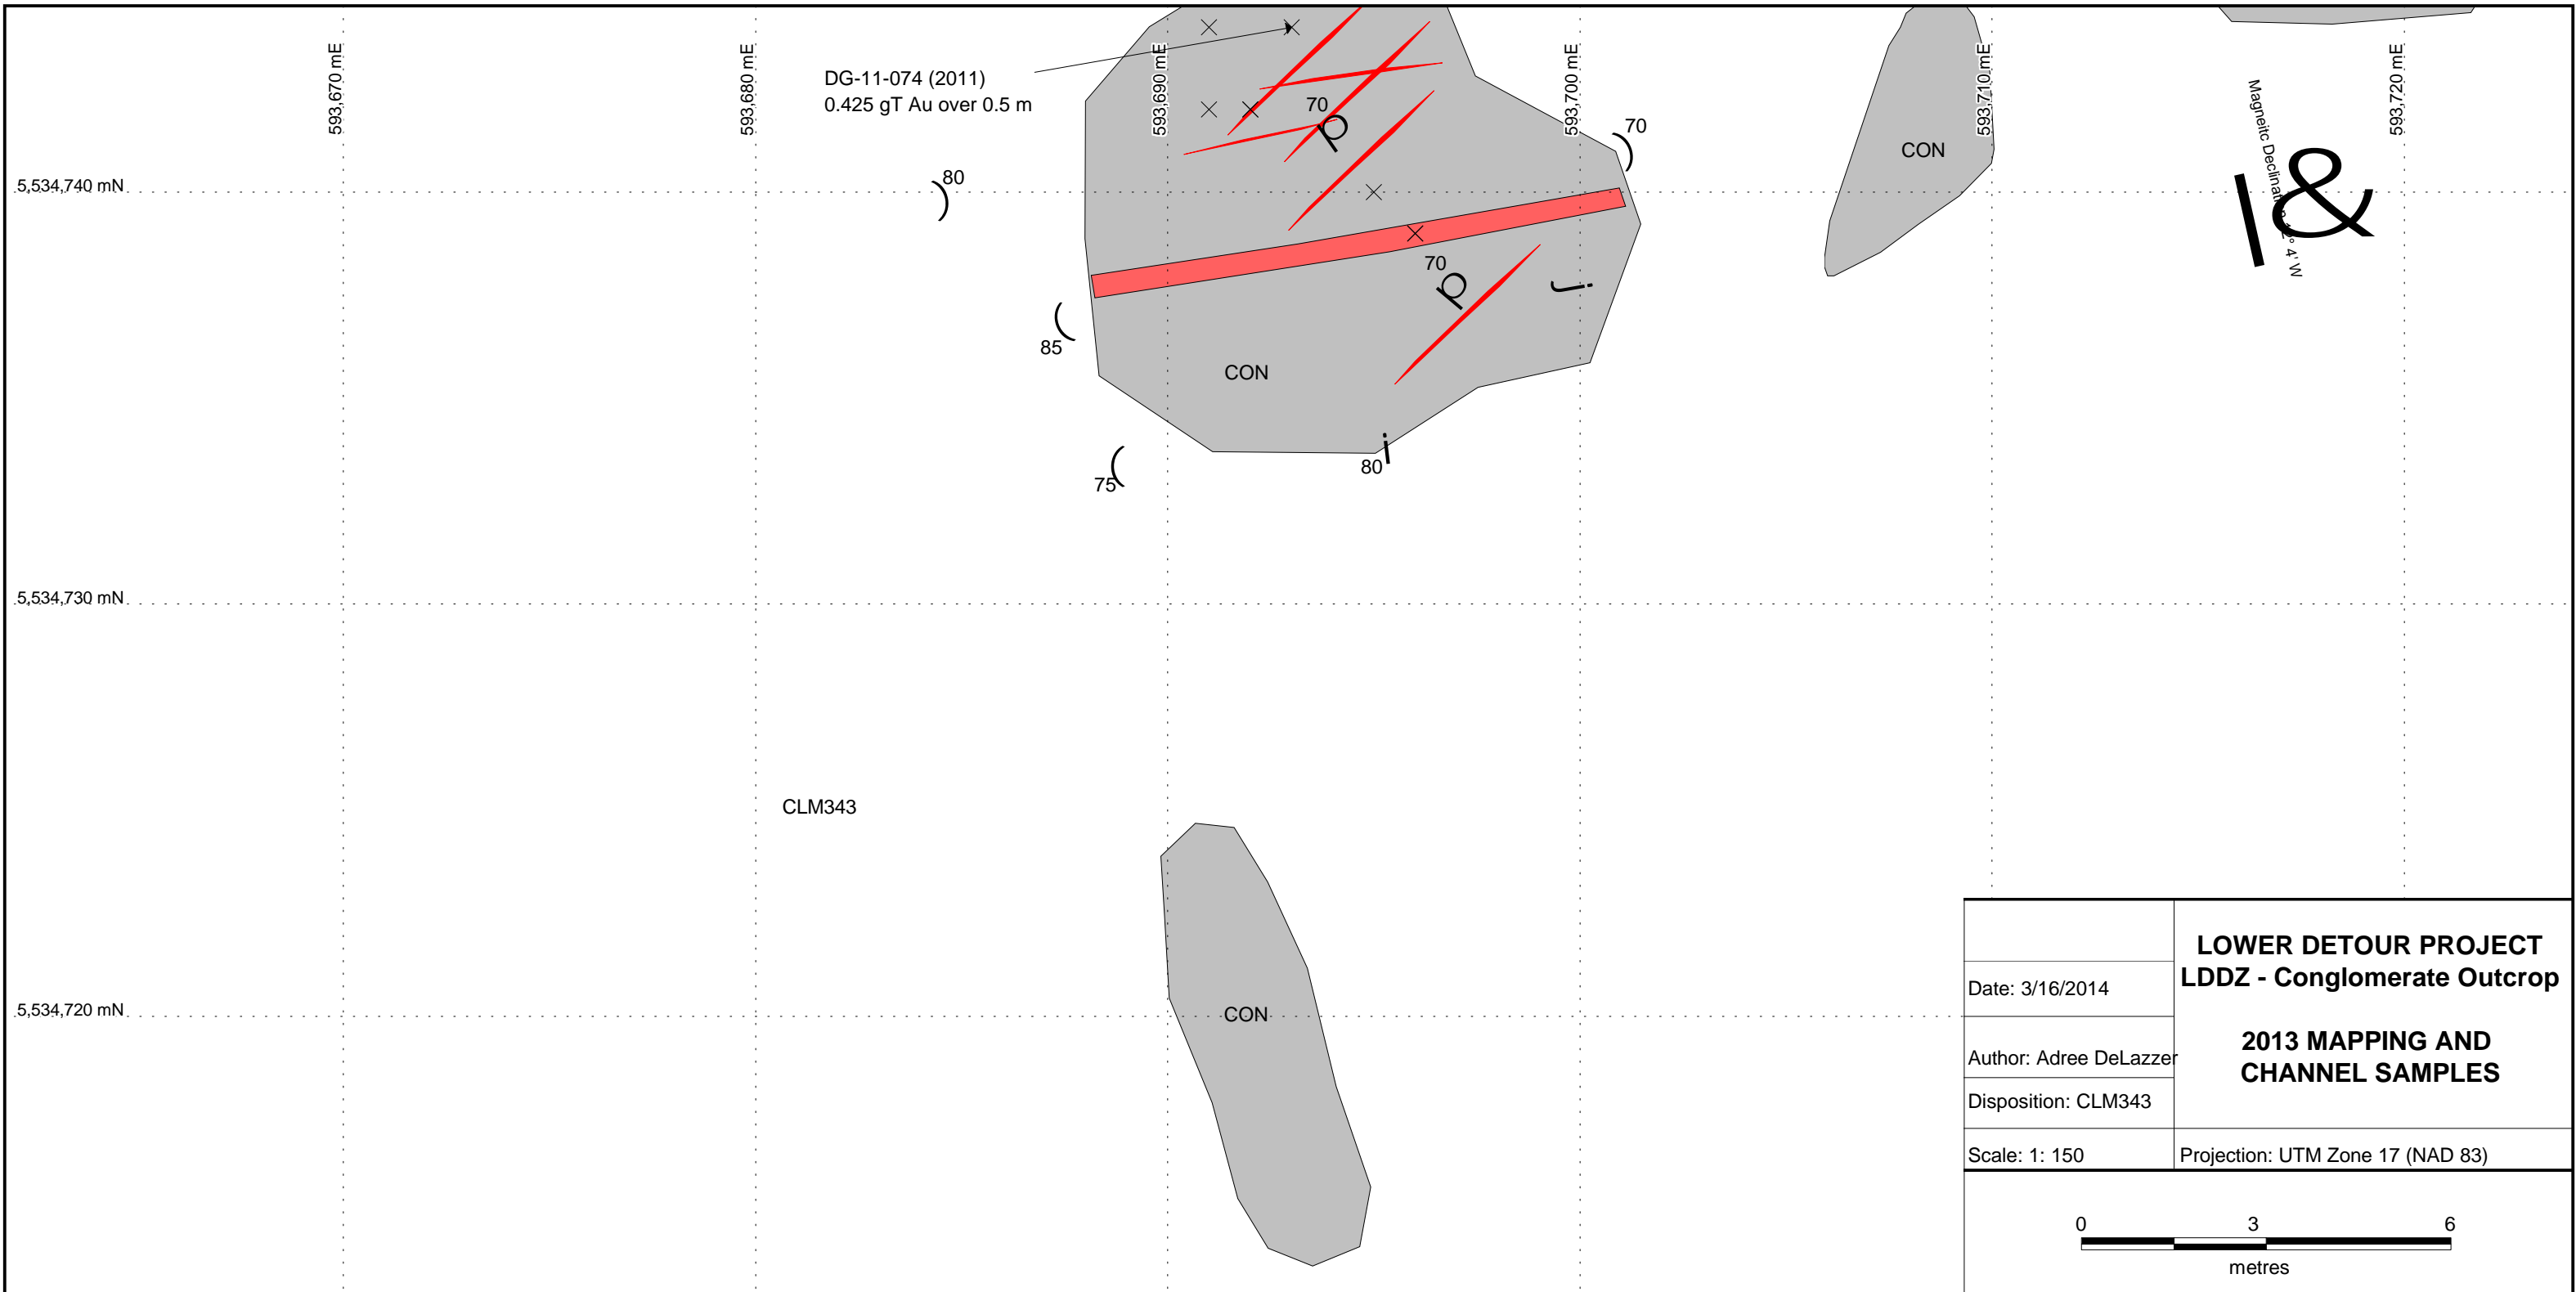 593,670 mE
593,680 mE
593,690 mE
593,700 mE
593,710 mE
593,720 mE
DG-11-074 (2011)
0.425 gT Au over 0.5 m
70
70
CON
Magneitc Declination 12° 4' W
&
5,534,740 mN
80
p
70
p
j
85
CON
i
80
75
5,534,730 mN
CLM343
5,534,720 mN
CON
LOWER DETOUR PROJECT
LDDZ - Conglomerate Outcrop
2013 MAPPING AND
CHANNEL SAMPLES
Date: 3/16/2014
Author: Adree DeLazzer
Disposition: CLM343
Scale: 1: 150
Projection: UTM Zone 17 (NAD 83)
0 3 6
metres